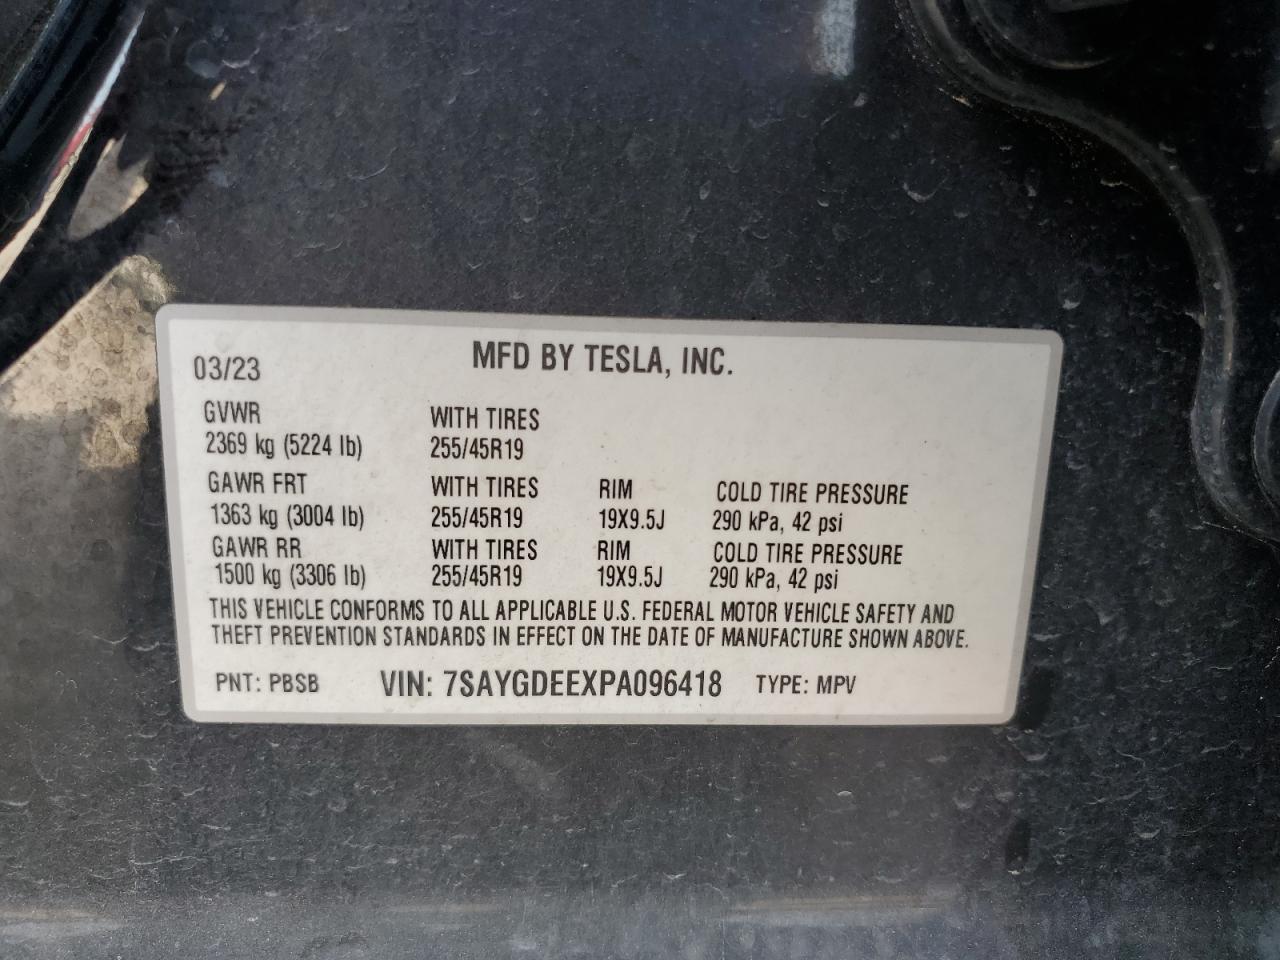 03/23 MFD BY TESLA, INC.
GVWR WITH TIRES
2369 kg (5224 lb) 255/45R19
GAWR FRT WITH TIRES RIM COLD TIRE PRESSURE
1363 kg (3004 lb) 255/45R19 19X9.5J 290 kPa, 42 psi
GAWR RR WITH TIRES RIM COLD TIRE PRESSURE
1500 kg (3306 lb) 255/45R19 19X9.5J 290 kPa, 42 psi
THIS VEHICLE CONFORMS TO ALL APPLICABLE U.S. FEDERAL MOTOR VEHICLE SAFETY AND
THEFT PREVENTION STANDARDS IN EFFECT ON THE DATE OF MANUFACTURE SHOWN ABOVE.
PNT: PBSB VIN: 7SAYGDEEXPA096418 TYPE: MPV